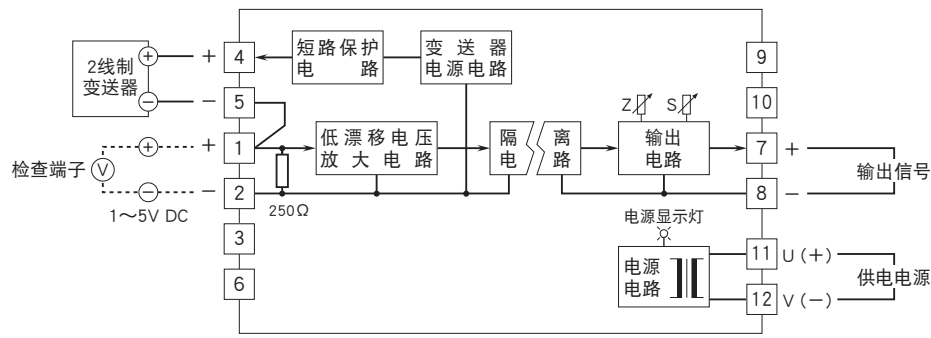 2线制
变送器
+
−
+
−
4
5
短路保护
电路
变送器
电源电路
9
10
检查端子
V
+
−
+
−
1～5V DC
1
2
3
6
250Ω
低漂移电压
放大电路
隔离
电路
Z
S
输出
电路
7
8
+
−
输出信号
电源显示灯
电源
电路
11
12
U（+）
V（−）
供电电源